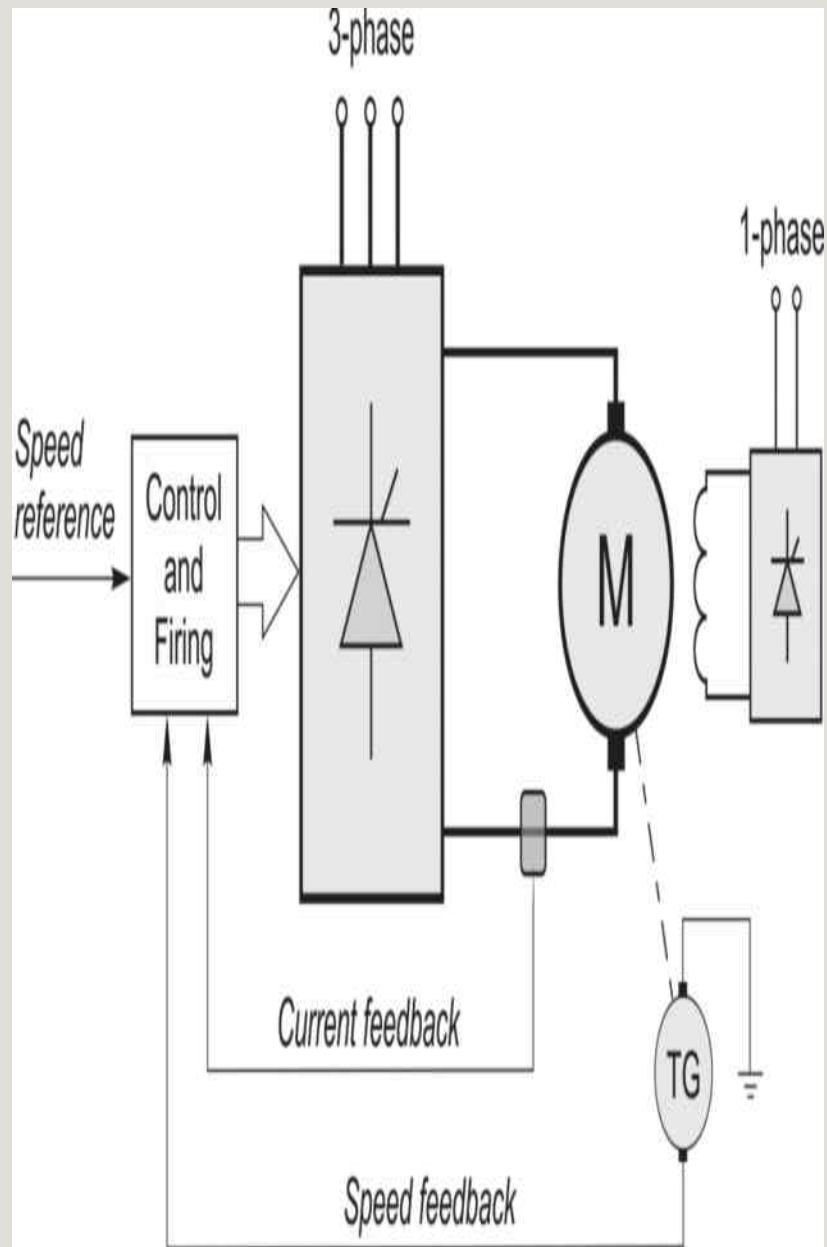 3-phase
1-phase
Speed
reference
Control
and
Firing
M
Current feedback
TG
Speed feedback